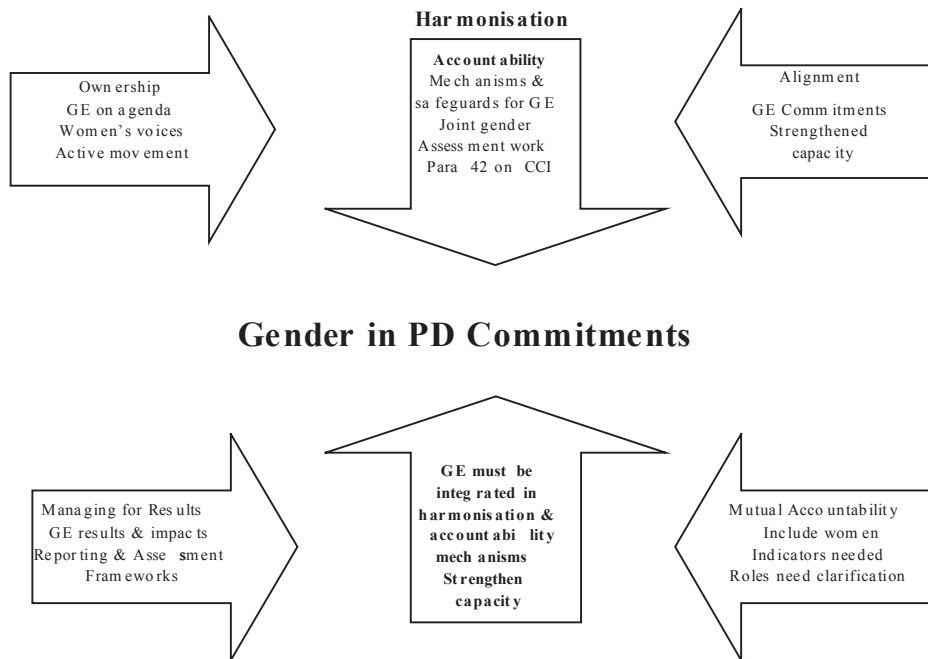 Harmonisation
Ownership
GE on agenda
Women's voices
Active movement
Accountability
Mechanisms &
safeguards for GE
Joint gender
Assessment work
Para 42 on CCI
Alignment
GE Commitments
Strengthened
capacity
Gender in PD Commitments
Managing for Results
GE results & impacts
Reporting & Assessment
Frameworks
GE must be
integrated in
harmonisation &
accountability
mechanisms
Strengthen
capacity
Mutual Accountability
Include women
Indicators needed
Roles need clarification